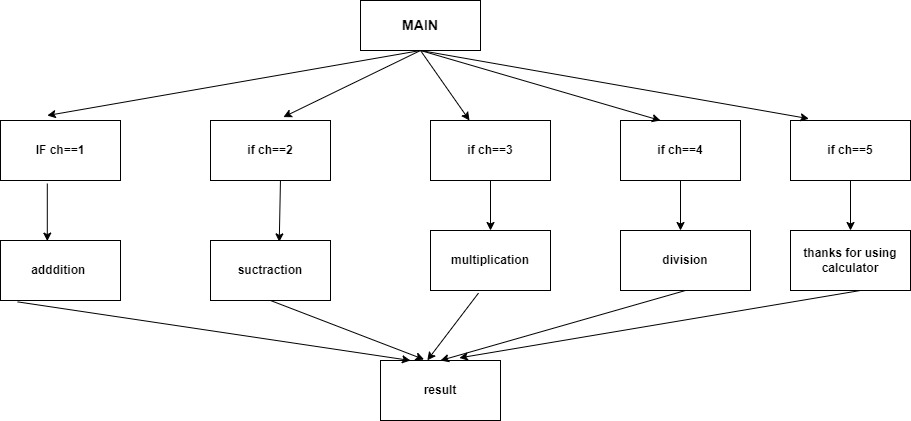 MAIN
IF ch==1
if ch==2
if ch==3
if ch==4
if ch==5
adddition
suctraction
multiplication
division
thanks for using
calculator
result